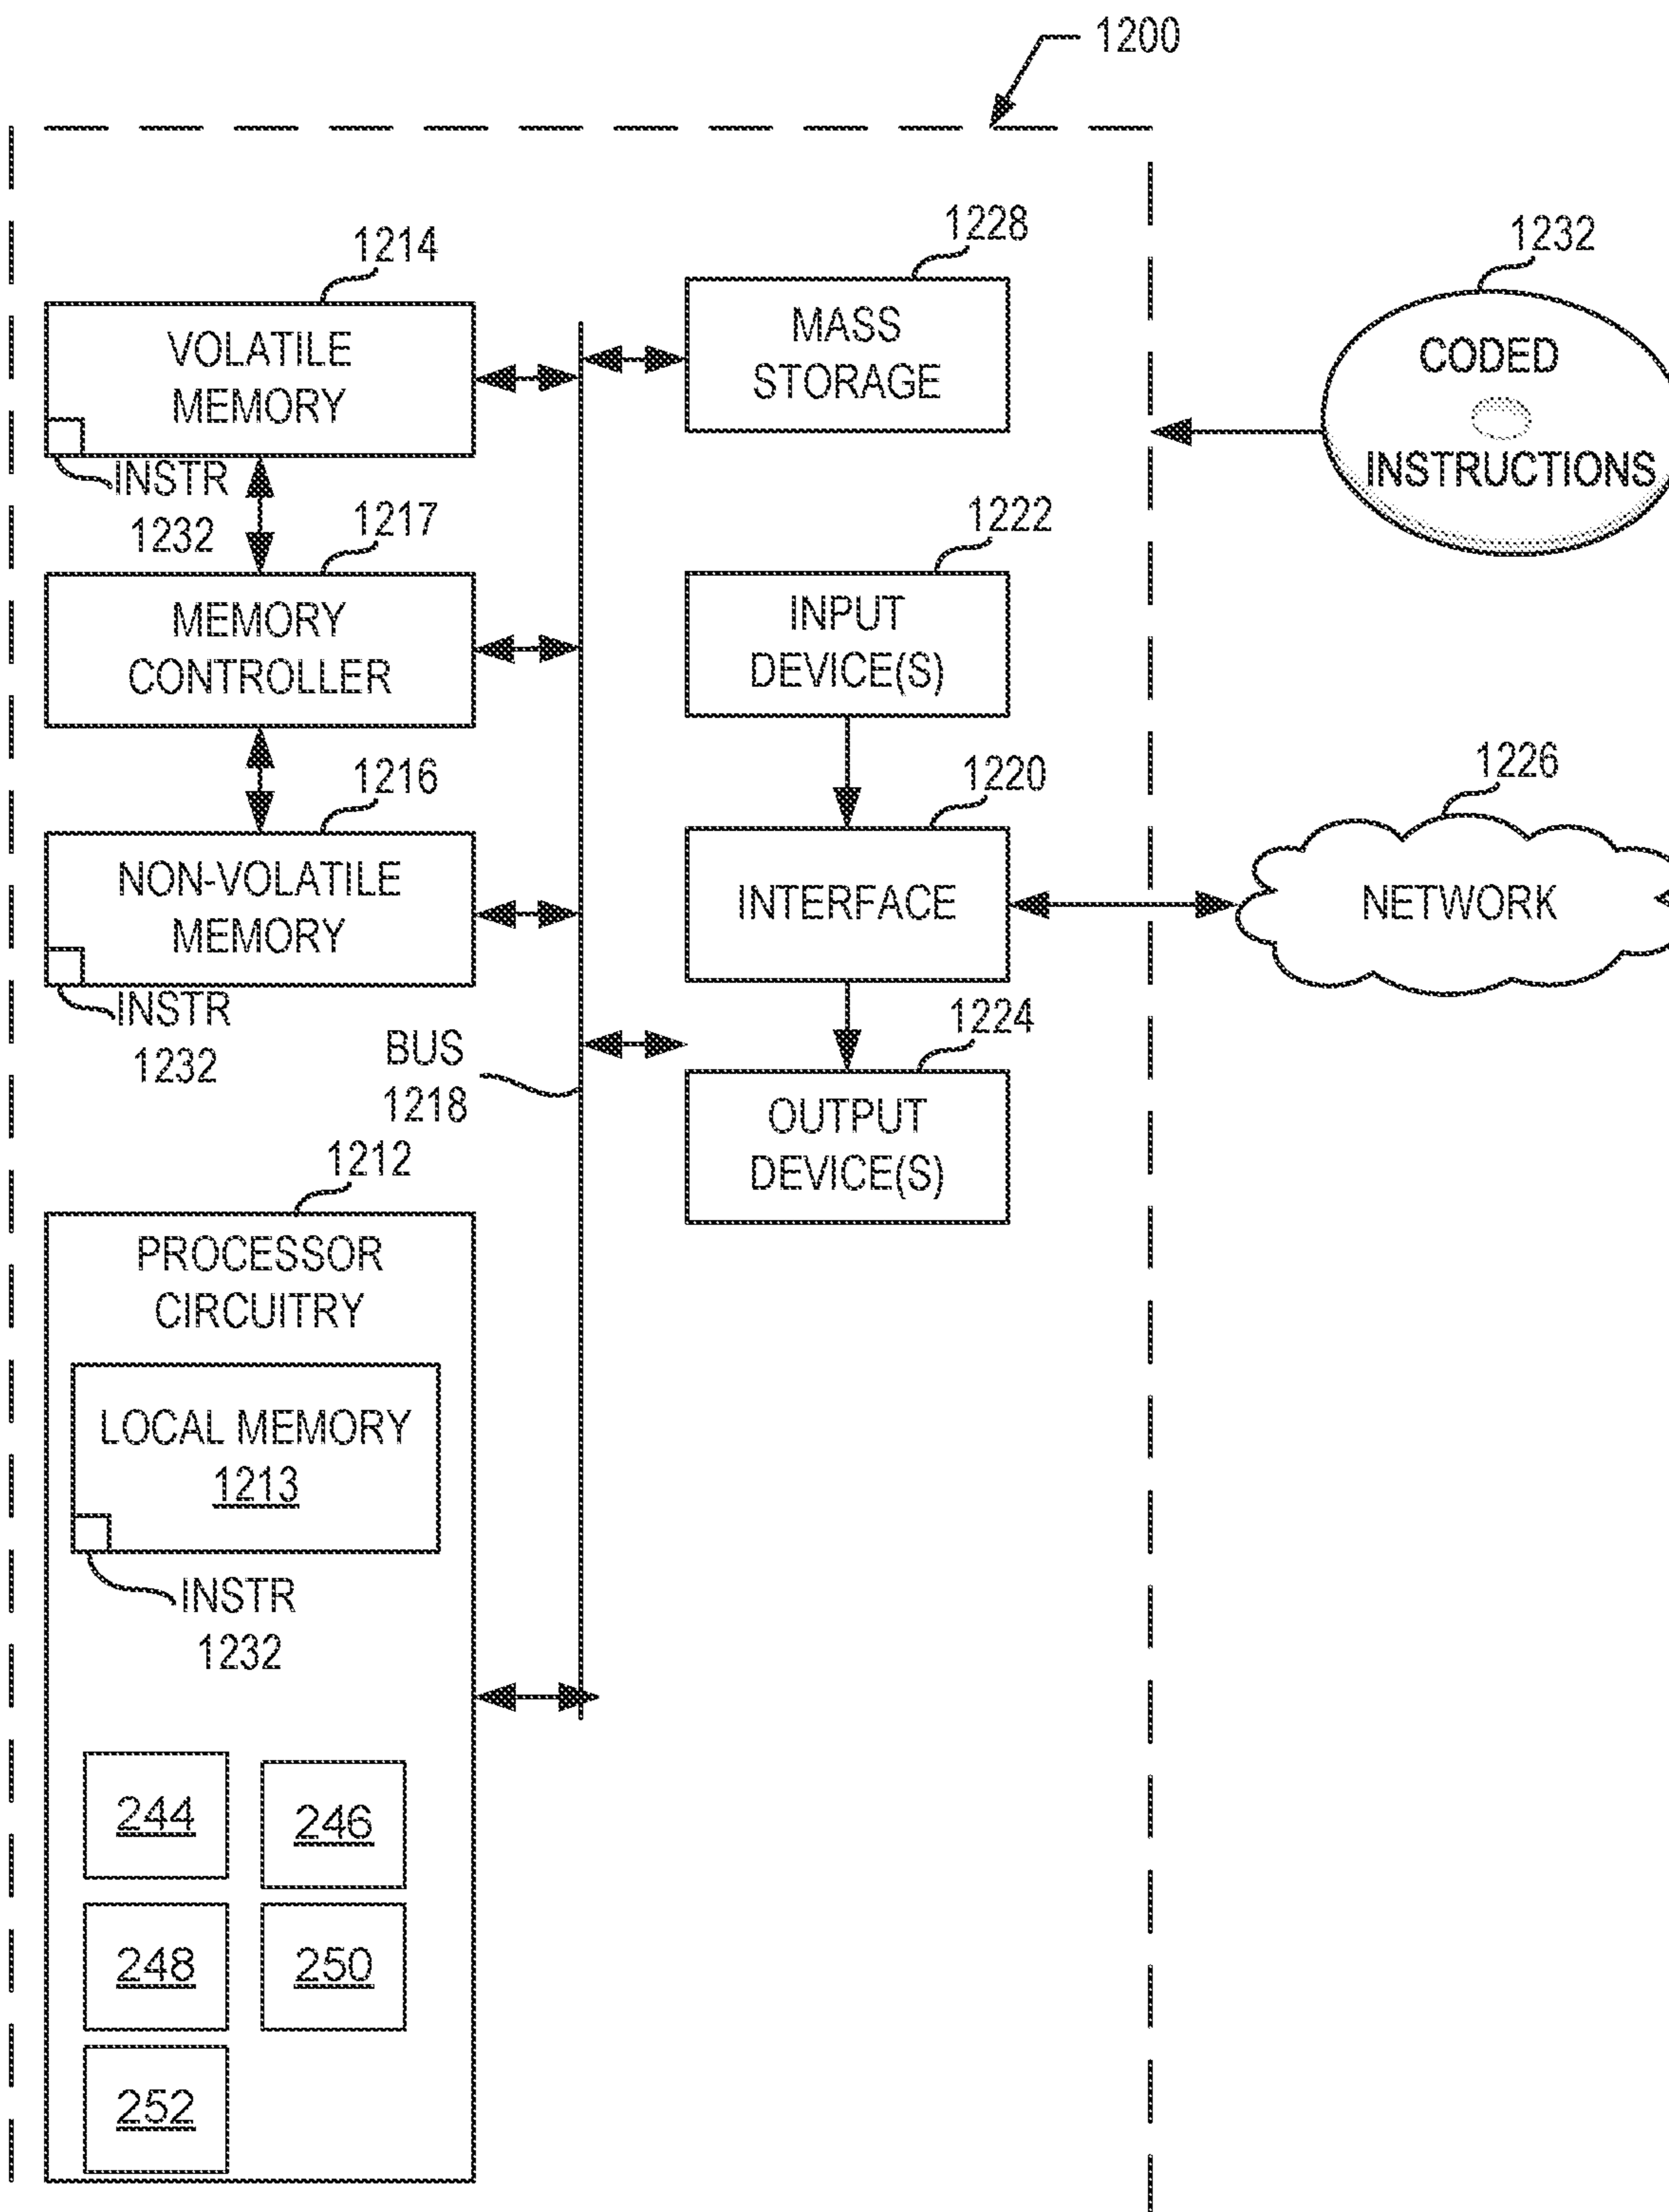 1200
1214
VOLATILE
MEMORY
INSTR
1232
1217
MEMORY
CONTROLLER
1216
NON-VOLATILE
MEMORY
INSTR
1232
BUS
1218
1212
PROCESSOR
CIRCUITRY
LOCAL MEMORY
1213
INSTR
1232
244
246
248
250
252
1228
MASS
STORAGE
1222
INPUT
DEVICE(S)
1220
INTERFACE
1224
OUTPUT
DEVICE(S)
1232
CODED
INSTRUCTIONS
1226
NETWORK